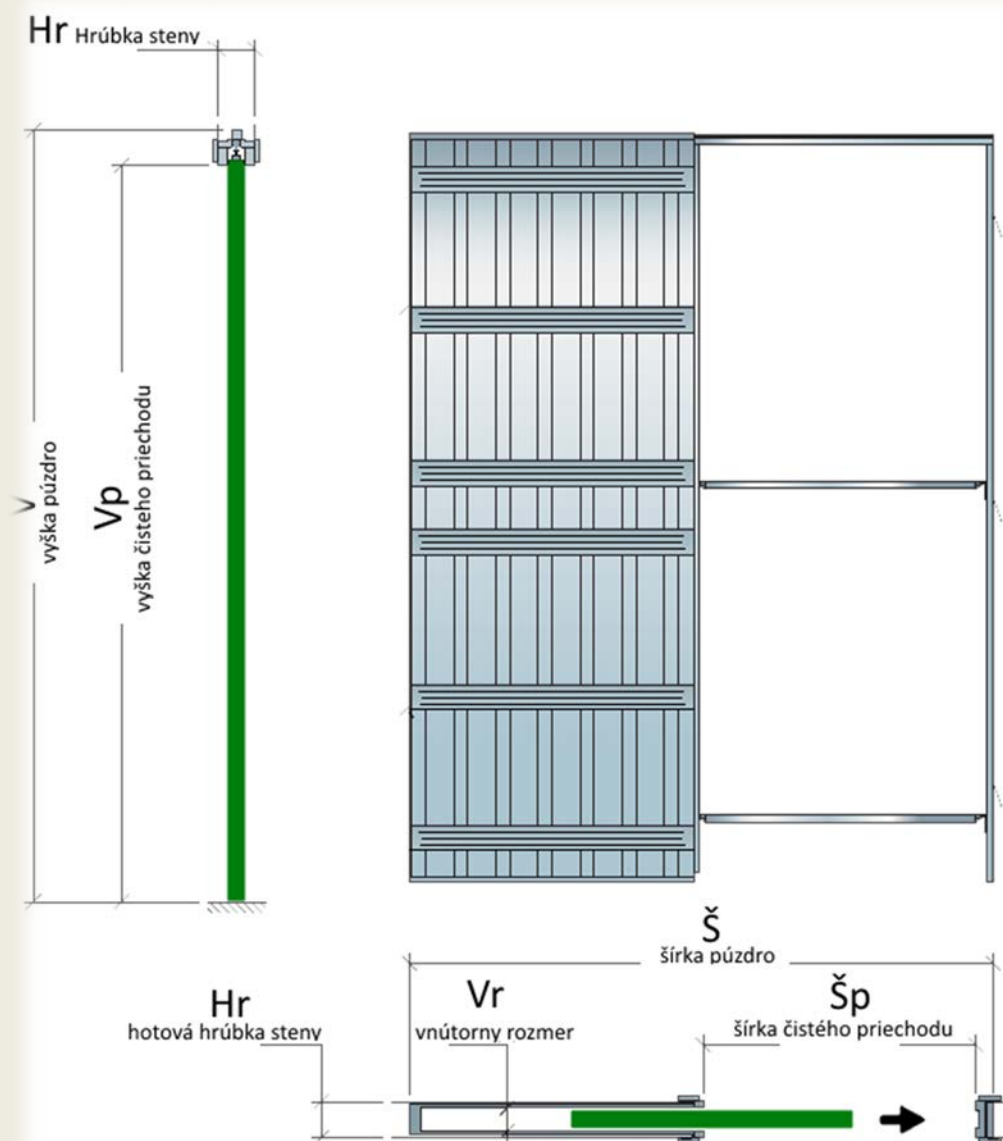 Hr Hrúbka steny
V
výška púzdro
Vp
výška čisteho priechodu
Š
šírka púzdro
Hr
hotová hrúbka steny
Vr
vnútorny rozmer
Šp
šírka čistého priechodu